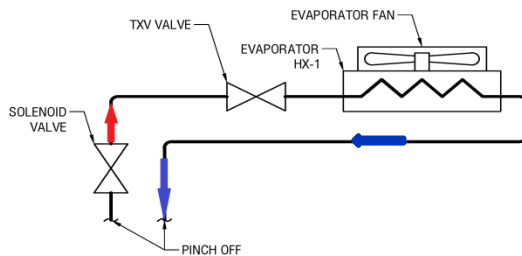 EVAPORATOR FAN
TXV VALVE
EVAPORATOR
HX-1
SOLENOID
VALVE
PINCH OFF